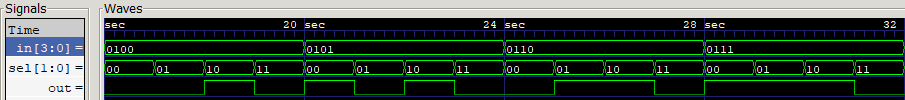 Signals Waves
Time sec 20 sec 24 sec 28 sec 32
in[3:0] = 0100 0101 0110 0111
sel[1:0] = 00 01 10 11 00 01 10 11 00 01 10 11 00 01 10 11
out =